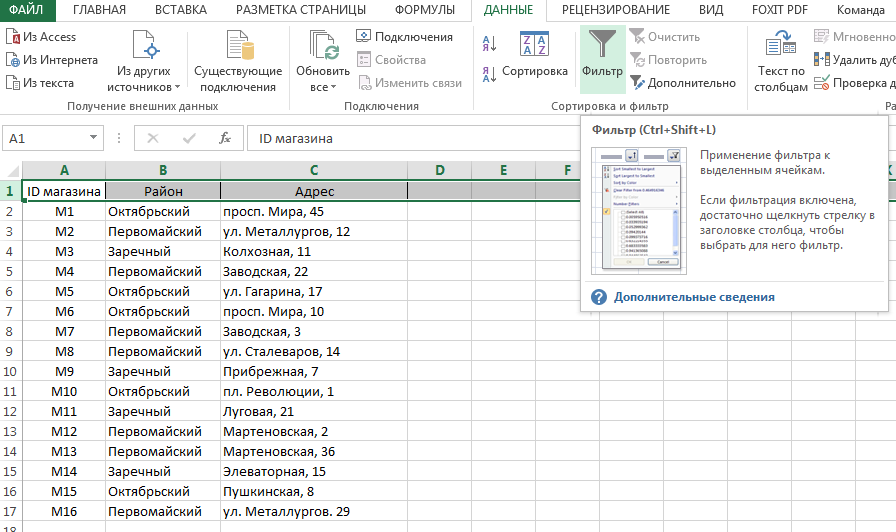 ФАЙЛ ГЛАВНАЯ ВСТАВКА РАЗМЕТКА СТРАНИЦЫ ФОРМУЛЫ ДАННЫЕ РЕЦЕНЗИРОВАНИЕ ВИД FOXIT PDF Команда
Из Access
Из Интернета
Из текста
Из других источников
Существующие подключения
Получение внешних данных
Обновить все
Подключения
Свойства
Изменить связи
Подключения
Сортировка
Фильтр
Очистить
Повторить
Дополнительно
Сортировка и фильтр
Текст по столбцам
Мгновенно
Удалить дуб
Проверка д
Ра
A1 fx ID магазина
Фильтр (Ctrl+Shift+L)
Применение фильтра к
выделенным ячейкам.
Если фильтрация включена,
достаточно щелкнуть стрелку в
заголовке столбца, чтобы
выбрать для него фильтр.
Дополнительные сведения
A B C D E F K
1 ID магазина Район Адрес
2 M1 Октябрьский просп. Мира, 45
3 M2 Первомайский ул. Металлургов, 12
4 M3 Заречный Колхозная, 11
5 M4 Первомайский Заводская, 22
6 M5 Октябрьский ул. Гагарина, 17
7 M6 Октябрьский просп. Мира, 10
8 M7 Первомайский Заводская, 3
9 M8 Первомайский ул. Сталеваров, 14
10 M9 Заречный Прибрежная, 7
11 M10 Октябрьский пл. Революции, 1
12 M11 Заречный Луговая, 21
13 M12 Первомайский Мартеновская, 2
14 M13 Первомайский Мартеновская, 36
15 M14 Заречный Элеваторная, 15
16 M15 Октябрьский Пушкинская, 8
17 M16 Первомайский ул. Металлургов. 29
18